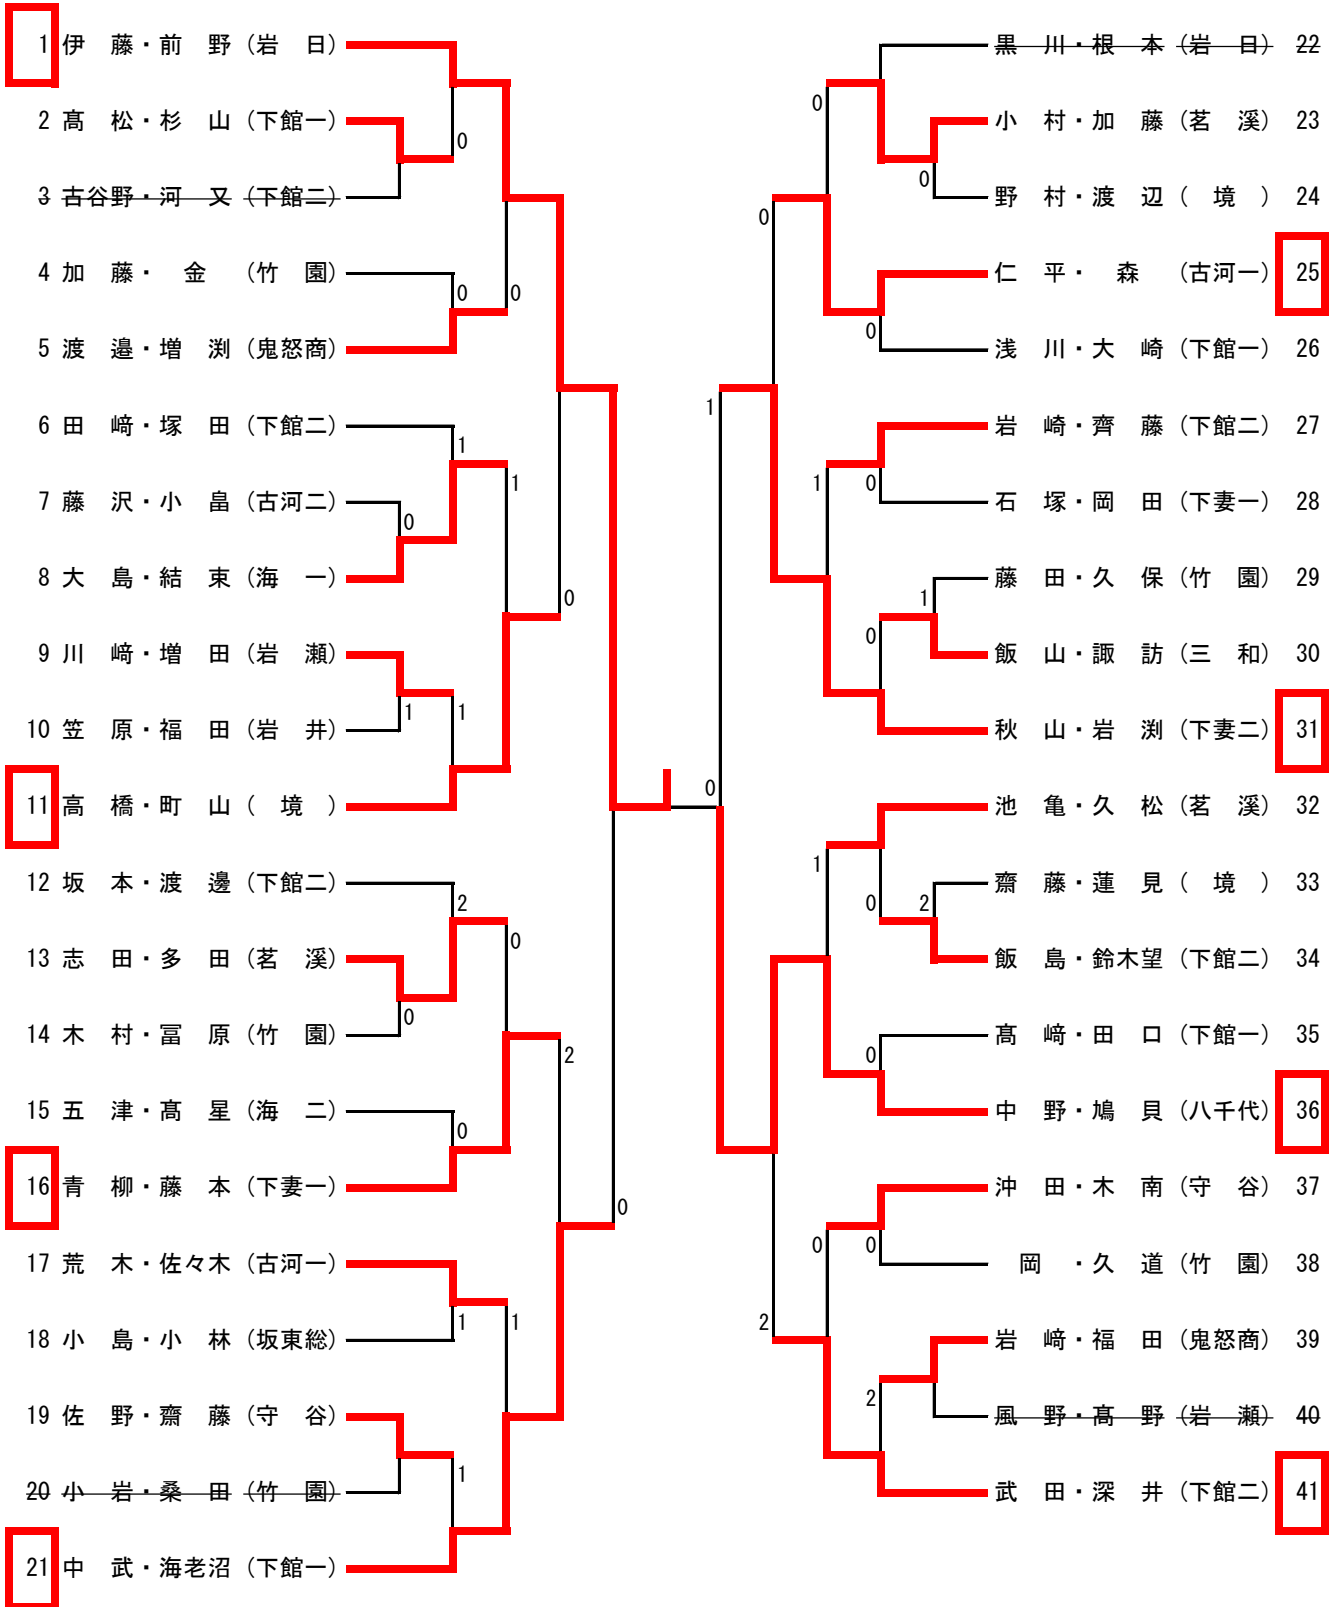 1 伊　藤・前　野（岩　日）
2 髙　松・杉　山（下館一）
0
3 古谷野・河　又（下館二）
4 加　藤・　金　（竹　園）
0
0
5 渡　邉・増　渕（鬼怒商）
6 田　﨑・塚　田（下館二）
1
7 藤　沢・小　畠（古河二）
1
0
8 大　島・結　束（海　一）
0
9 川　﨑・増　田（岩　瀬）
1
1
10 笠　原・福　田（岩　井）
11 高　橋・町　山（　境　）
12 坂　本・渡　邊（下館二）
2
0
13 志　田・多　田（茗　溪）
0
14 木　村・冨　原（竹　園）
2
15 五　津・髙　星（海　二）
0
16 青　柳・藤　本（下妻一）
0
17 荒　木・佐々木（古河一）
1
1
18 小　島・小　林（坂東総）
19 佐　野・齋　藤（守　谷）
1
20 小　岩・桑　田（竹　園）
21 中　武・海老沼（下館一）
黒　川・根　本（岩　日） 22
0
小　村・加　藤（茗　溪） 23
0
野　村・渡　辺（　境　） 24
0
仁　平・　森　（古河一） 25
0
浅　川・大　崎（下館一） 26
1
岩　崎・齊　藤（下館二） 27
1
0
石　塚・岡　田（下妻一） 28
藤　田・久　保（竹　園） 29
1
0
飯　山・諏　訪（三　和） 30
秋　山・岩　渕（下妻二） 31
0
池　亀・久　松（茗　溪） 32
1
齋　藤・蓮　見（　境　） 33
0
2
飯　島・鈴木望（下館二） 34
髙　﨑・田　口（下館一） 35
0
中　野・鳩　貝（八千代） 36
沖　田・木　南（守　谷） 37
0
0
岡　・久　道（竹　園） 38
2
岩　﨑・福　田（鬼怒商） 39
2
風　野・髙　野（岩　瀬） 40
武　田・深　井（下館二） 41